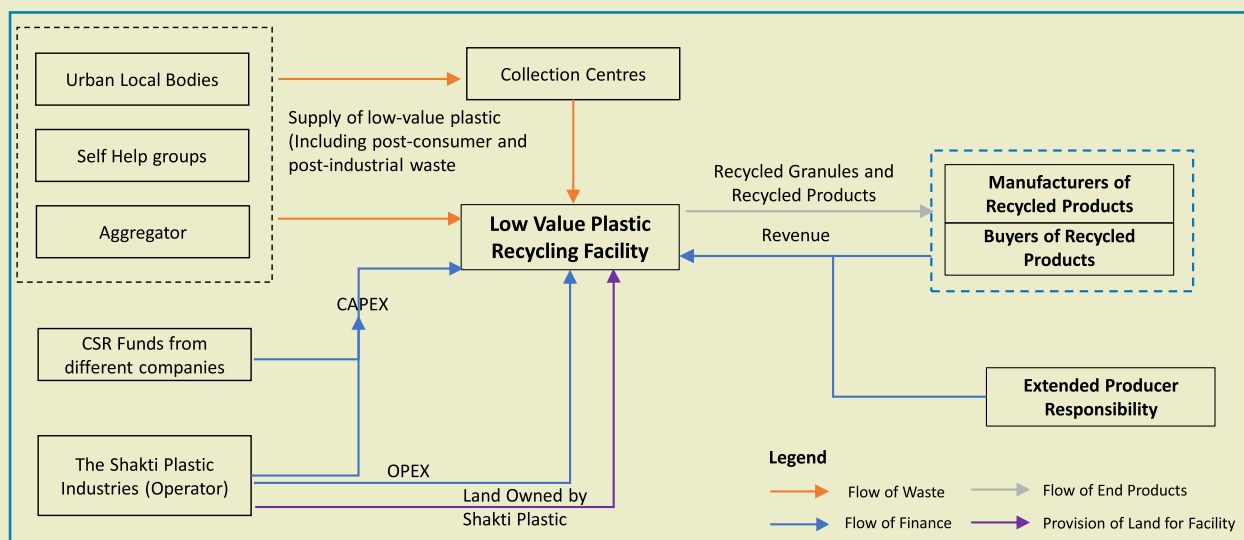 Urban Local Bodies
Self Help groups
Aggregator
Collection Centres
Supply of low-value plastic
(Including post-consumer and
post-industrial waste
Low Value Plastic
Recycling Facility
Recycled Granules and
Recycled Products
Revenue
Manufacturers of
Recycled Products
Buyers of Recycled
Products
CAPEX
CSR Funds from
different companies
Extended Producer
Responsibility
The Shakti Plastic
Industries (Operator)
OPEX
Land Owned by
Shakti Plastic
Legend
Flow of Waste
Flow of End Products
Flow of Finance
Provision of Land for Facility